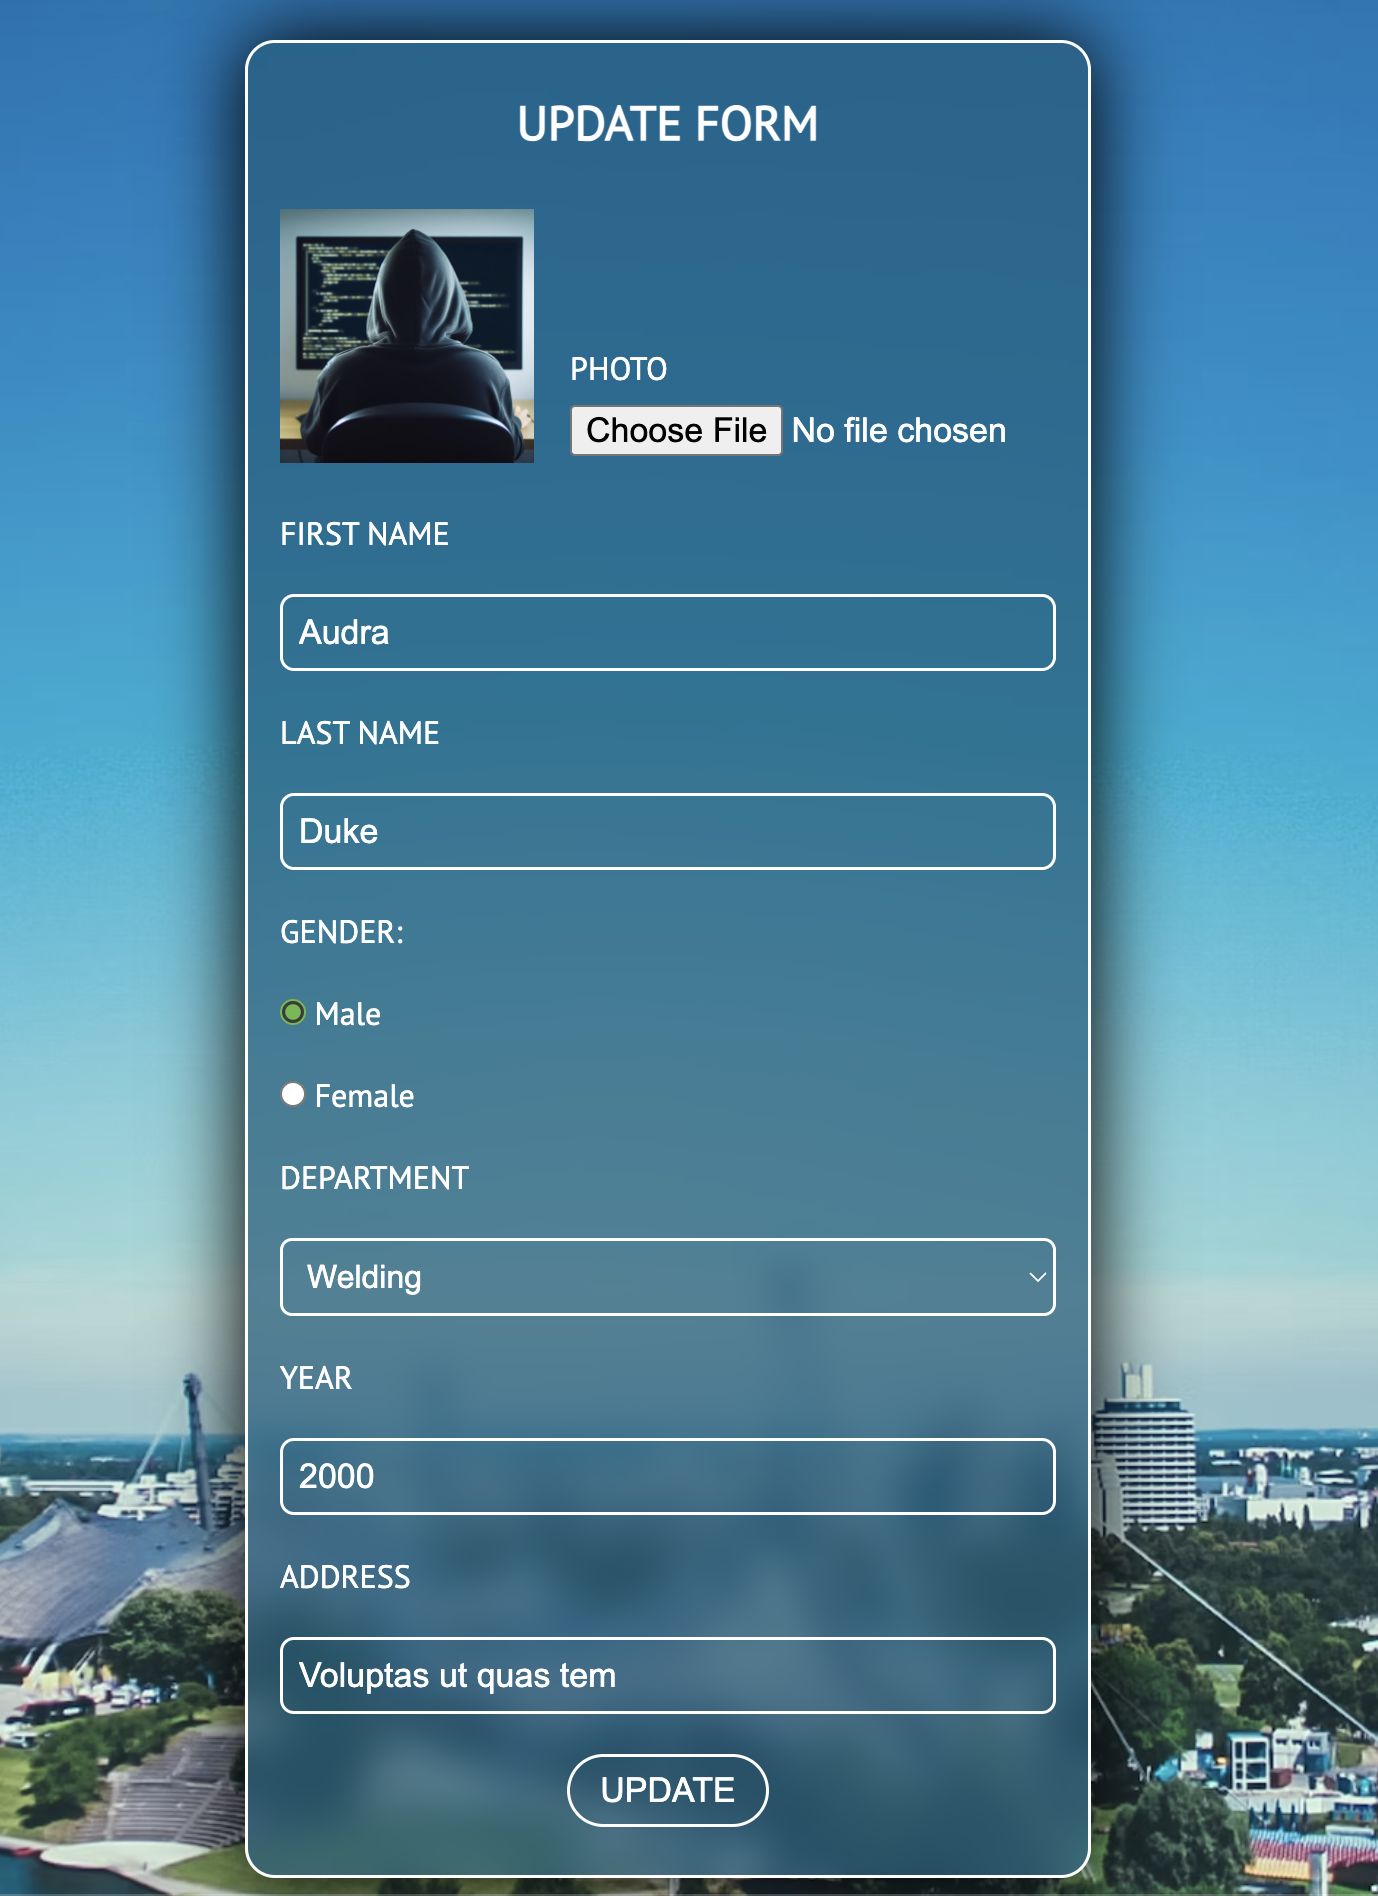 UPDATE FORM
PHOTO
Choose File No file chosen
FIRST NAME
Audra
LAST NAME
Duke
GENDER:
Male
Female
DEPARTMENT
Welding
YEAR
2000
ADDRESS
Voluptas ut quas tem
UPDATE